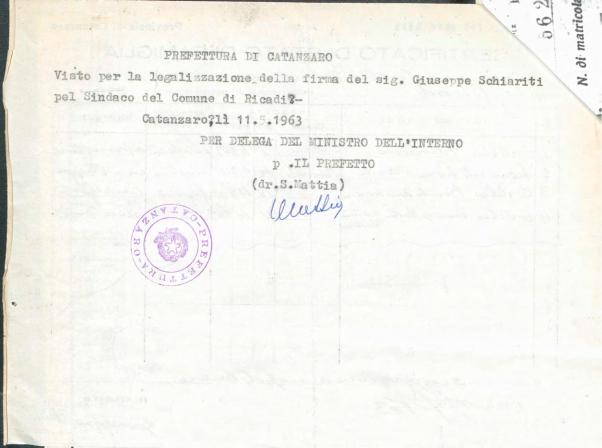 562
N. di matricola
PREFETTURA DI CATANZARO
Visto per la legalizzazione della firma del sig. Giuseppe Schiariti
pel Sindaco del Comune di Ricadi?-
Catanzaro?lì 11.5.1963
PER DELEGA DEL MINISTRO DELL'INTERNO
p .IL PREFETTO
(dr.S.Mattia)
PREFETTURA-CATANZARO-